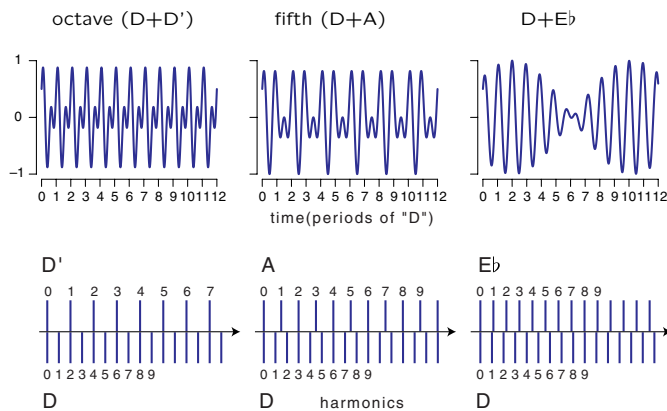 octave (D+D')
fifth (D+A)
D+E♭
1
0
−1
0 1 2 3 4 5 6 7 8 9 10 11 12
0 1 2 3 4 5 6 7 8 9 10 11 12
0 1 2 3 4 5 6 7 8 9 10 11 12
time(periods of "D")
D'
A
E♭
0 1 2 3 4 5 6 7
0 1 2 3 4 5 6 7 8 9
0 1 2 3 4 5 6 7 8 9
0 1 2 3 4 5 6 7 8 9
0 1 2 3 4 5 6 7 8 9
0 1 2 3 4 5 6 7 8 9
D
D
harmonics
D